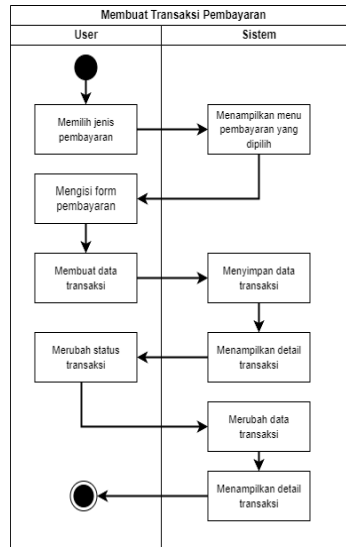 Membuat Transaksi Pembayaran
User
Sistem
Memilih jenis
pembayaran
Menampilkan menu
pembayaran yang
dipilih
Mengisi form
pembayaran
Membuat data
transaksi
Menyimpan data
transaksi
Menampilkan detail
transaksi
Merubah status
transaksi
Merubah data
transaksi
Menampilkan detail
transaksi